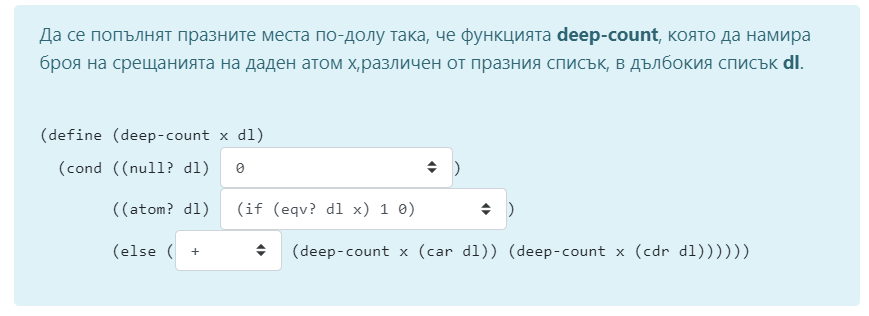 Да се попълнят празните места по-долу така, че функцията deep-count, която да намира
броя на срещанията на даден атом x,различен от празния списък, в дълбокия списък dl.
(define (deep-count x dl)
(cond ((null? dl) 0 )
((atom? dl) (if (eqv? dl x) 1 0) )
(else ( + (deep-count x (car dl)) (deep-count x (cdr dl))))))